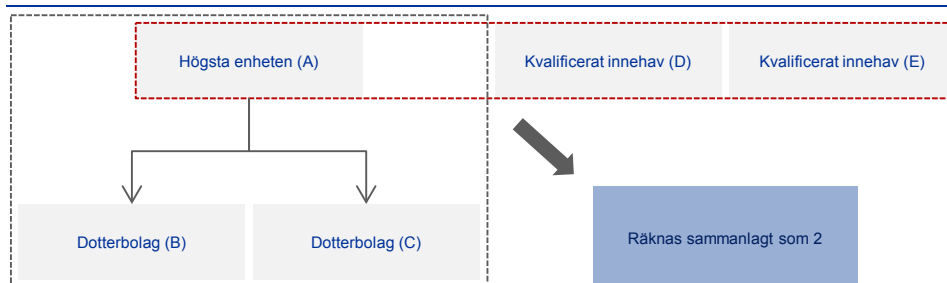 Högsta enheten (A)
Kvalificerat innehav (D)
Kvalificerat innehav (E)
Dotterbolag (B)
Dotterbolag (C)
Räknas sammanlagt som 2